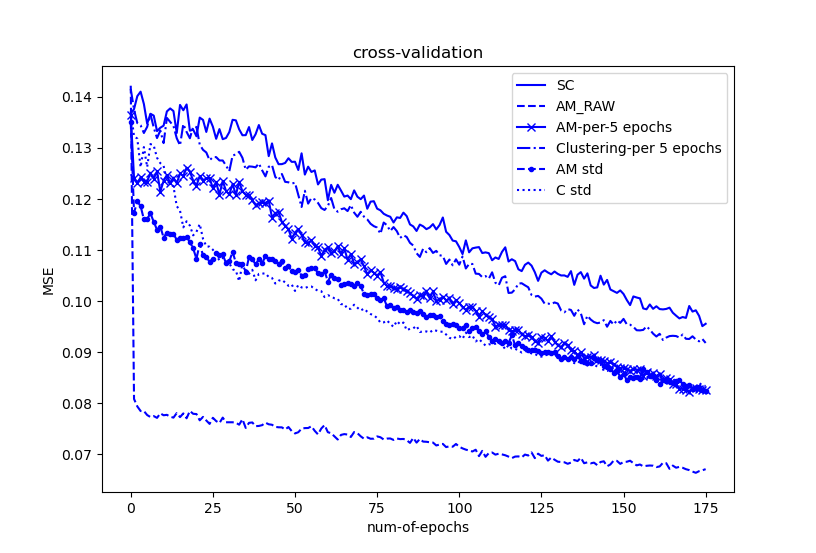 cross-validation
SC
AM_RAW
AM-per-5 epochs
Clustering-per 5 epochs
AM std
C std
MSE
0.14
0.13
0.12
0.11
0.10
0.09
0.08
0.07
0
25
50
75
100
125
150
175
num-of-epochs